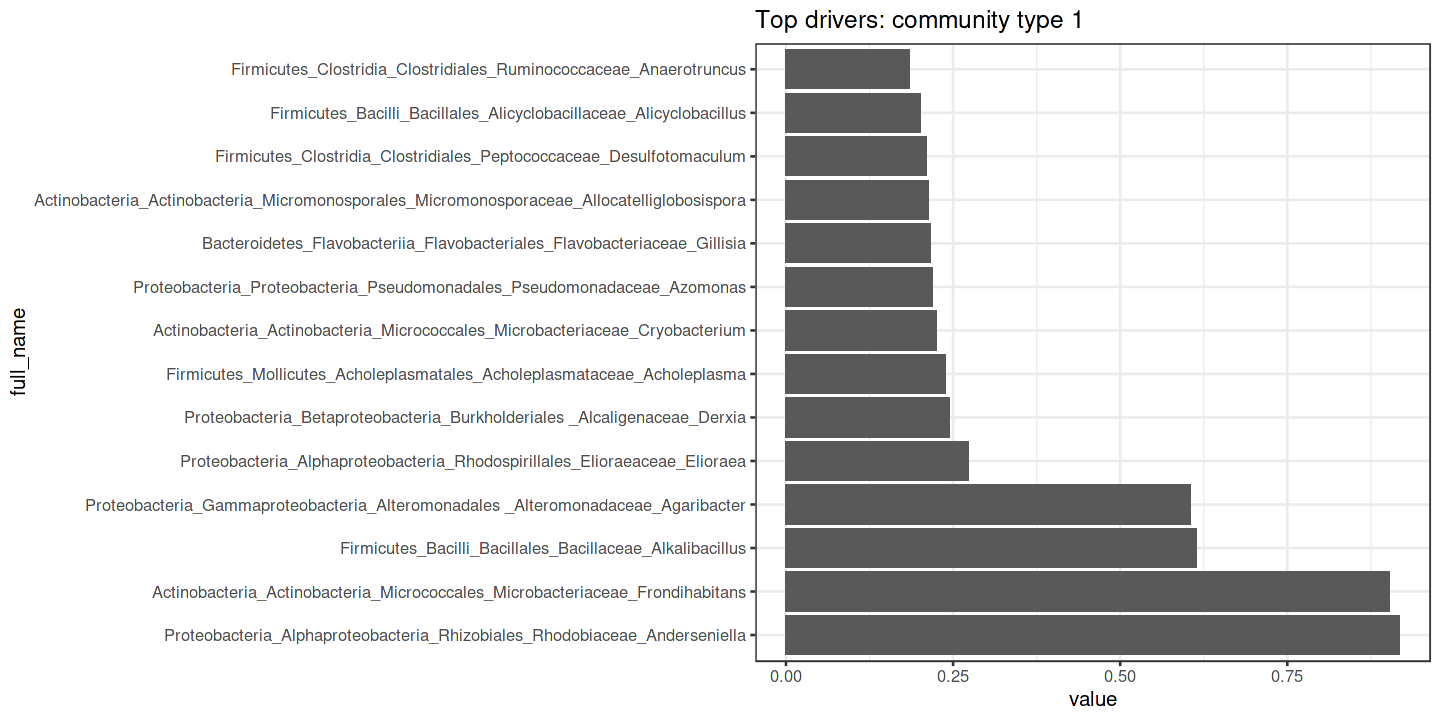 Top drivers: community type 1
full_name
Firmicutes_Clostridia_Clostridiales_Ruminococcaceae_Anaerotruncus
Firmicutes_Bacilli_Bacillales_Alicyclobacillaceae_Alicyclobacillus
Firmicutes_Clostridia_Clostridiales_Peptococcaceae_Desulfotomaculum
Actinobacteria_Actinobacteria_Micromonosporales_Micromonosporaceae_Allocatelliglobosispora
Bacteroidetes_Flavobacteriia_Flavobacteriales_Flavobacteriaceae_Gillisia
Proteobacteria_Proteobacteria_Pseudomonadales_Pseudomonadaceae_Azomonas
Actinobacteria_Actinobacteria_Micrococcales_Microbacteriaceae_Cryobacterium
Firmicutes_Mollicutes_Acholeplasmatales_Acholeplasmataceae_Acholeplasma
Proteobacteria_Betaproteobacteria_Burkholderiales _Alcaligenaceae_Derxia
Proteobacteria_Alphaproteobacteria_Rhodospirillales_Elioraeaceae_Elioraea
Proteobacteria_Gammaproteobacteria_Alteromonadales _Alteromonadaceae_Agaribacter
Firmicutes_Bacilli_Bacillales_Bacillaceae_Alkalibacillus
Actinobacteria_Actinobacteria_Micrococcales_Microbacteriaceae_Frondihabitans
Proteobacteria_Alphaproteobacteria_Rhizobiales_Rhodobiaceae_Anderseniella
0.00 0.25 0.50 0.75
value